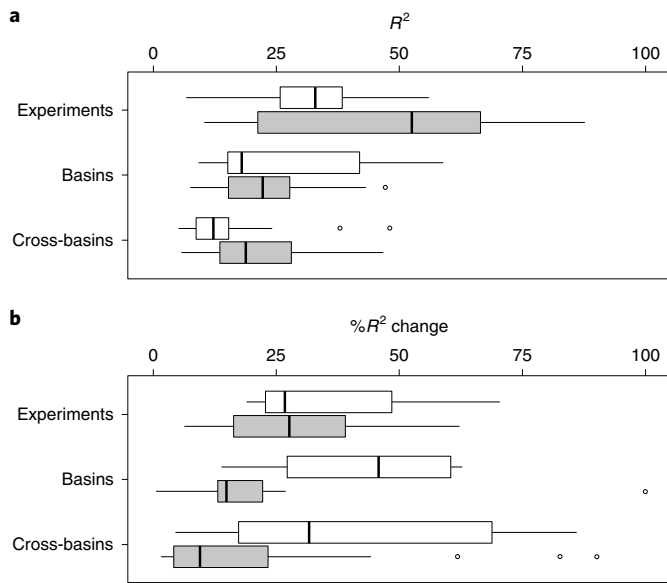 a
R²
0 25 50 75 100
Experiments
Basins
Cross-basins
b
%R² change
0 25 50 75 100
Experiments
Basins
Cross-basins